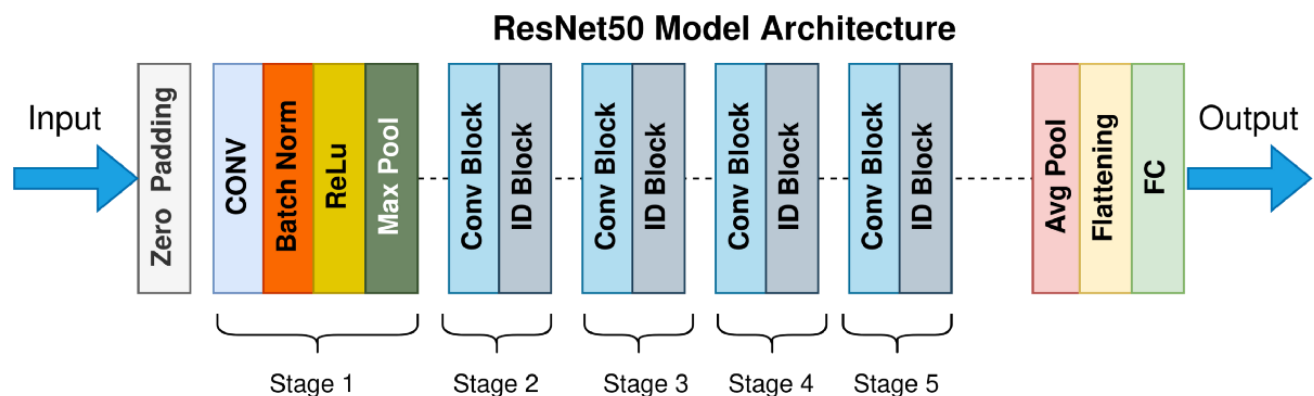 ResNet50 Model Architecture
Input
Zero Padding
CONV
Batch Norm
ReLu
Max Pool
Conv Block
ID Block
Conv Block
ID Block
Conv Block
ID Block
Conv Block
ID Block
Avg Pool
Flattening
FC
Output
Stage 1
Stage 2
Stage 3
Stage 4
Stage 5